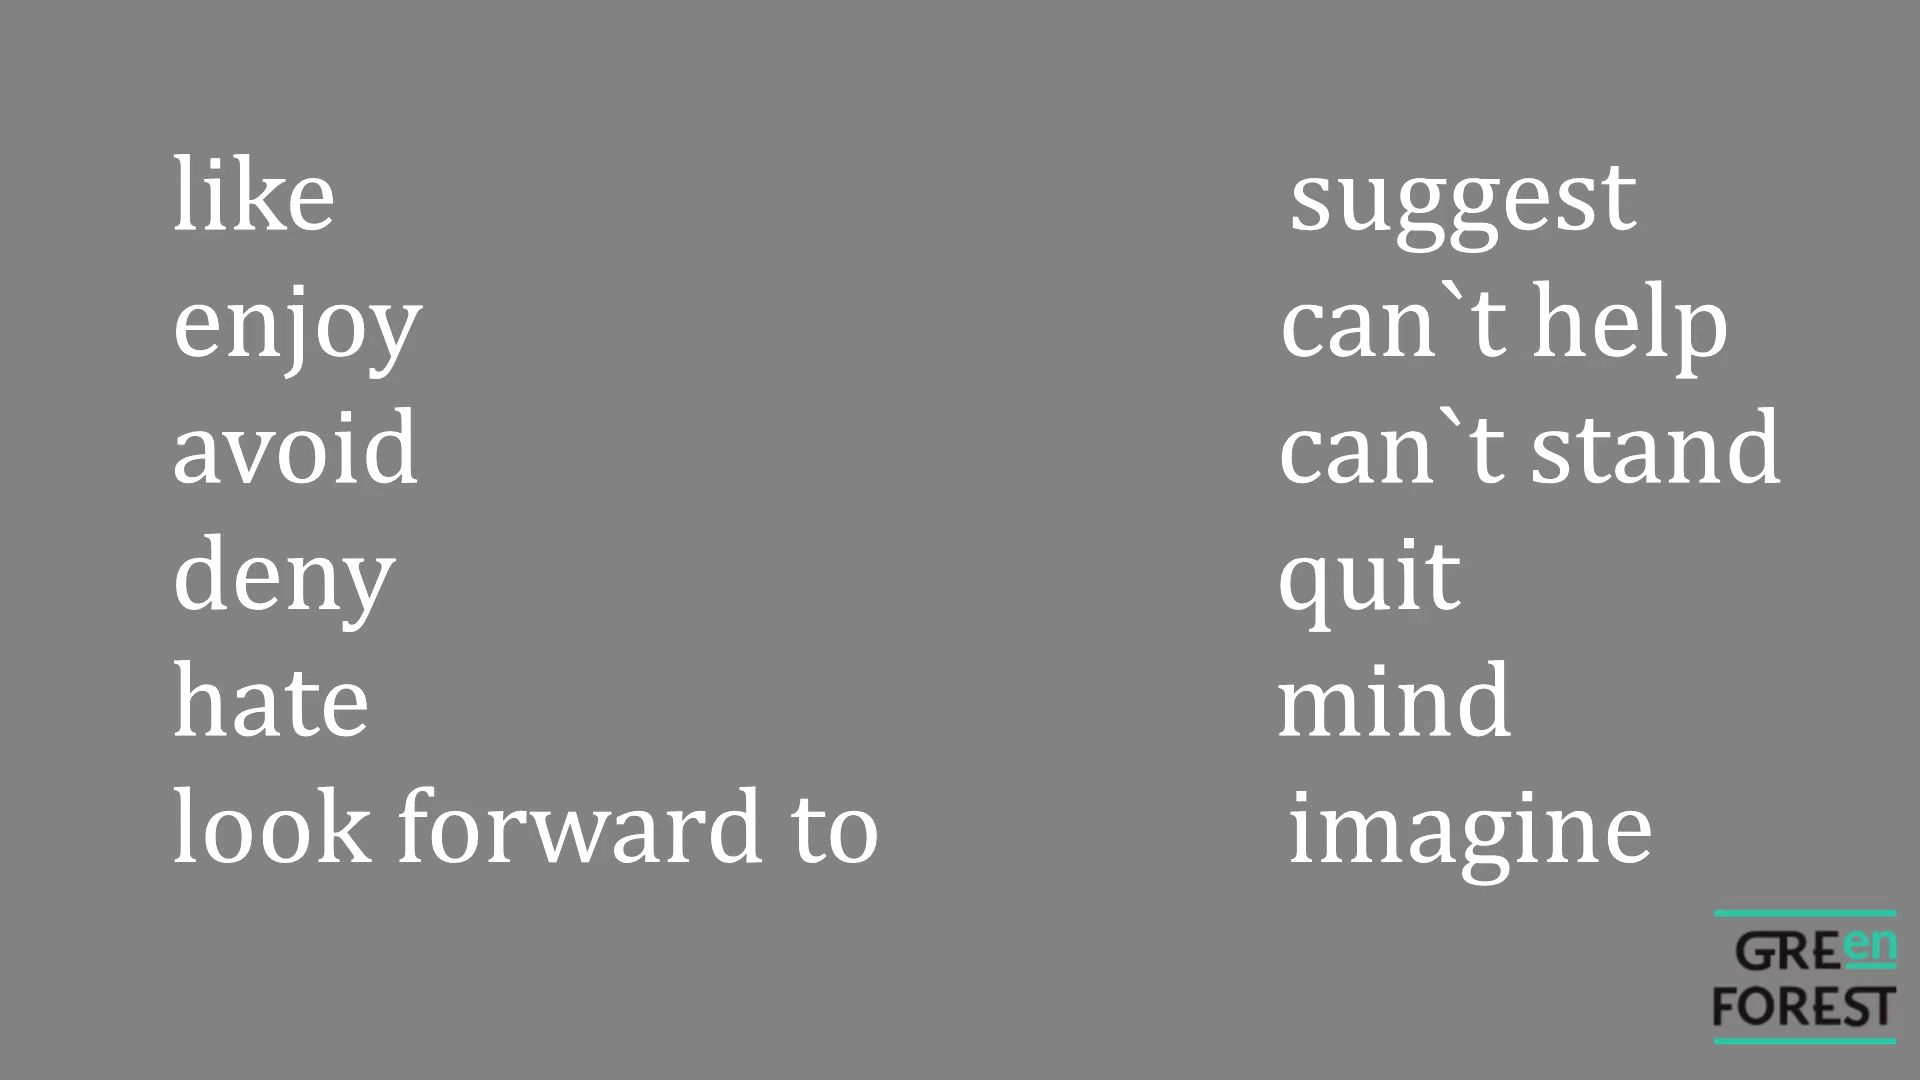 like
enjoy
avoid
deny
hate
look forward to
suggest
can`t help
can`t stand
quit
mind
imagine
GREen
FOREST